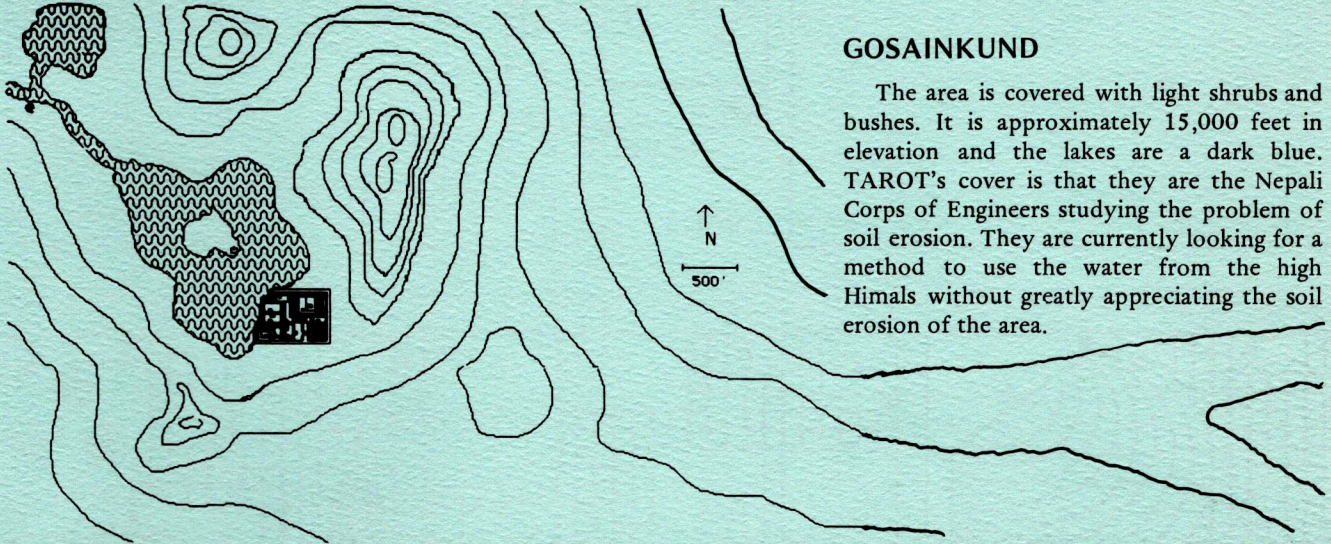 GOSAINKUND
The area is covered with light shrubs and
bushes. It is approximately 15,000 feet in
elevation and the lakes are a dark blue.
TAROT's cover is that they are the Nepali
Corps of Engineers studying the problem of
soil erosion. They are currently looking for a
method to use the water from the high
Himals without greatly appreciating the soil
erosion of the area.
N
500'